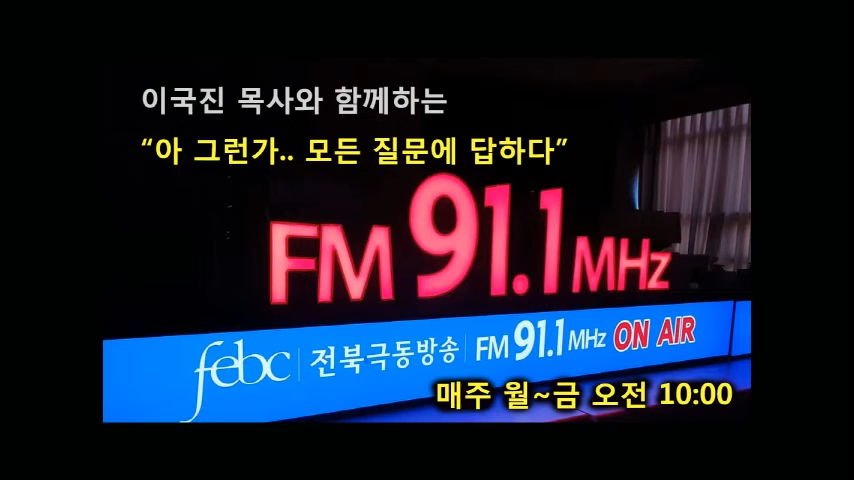 이국진 목사와 함께하는
“아 그런가.. 모든 질문에 답하다”
FM 91.1 MHz
febc 전북극동방송 FM 91.1 MHz ON AIR
매주 월~금 오전 10:00